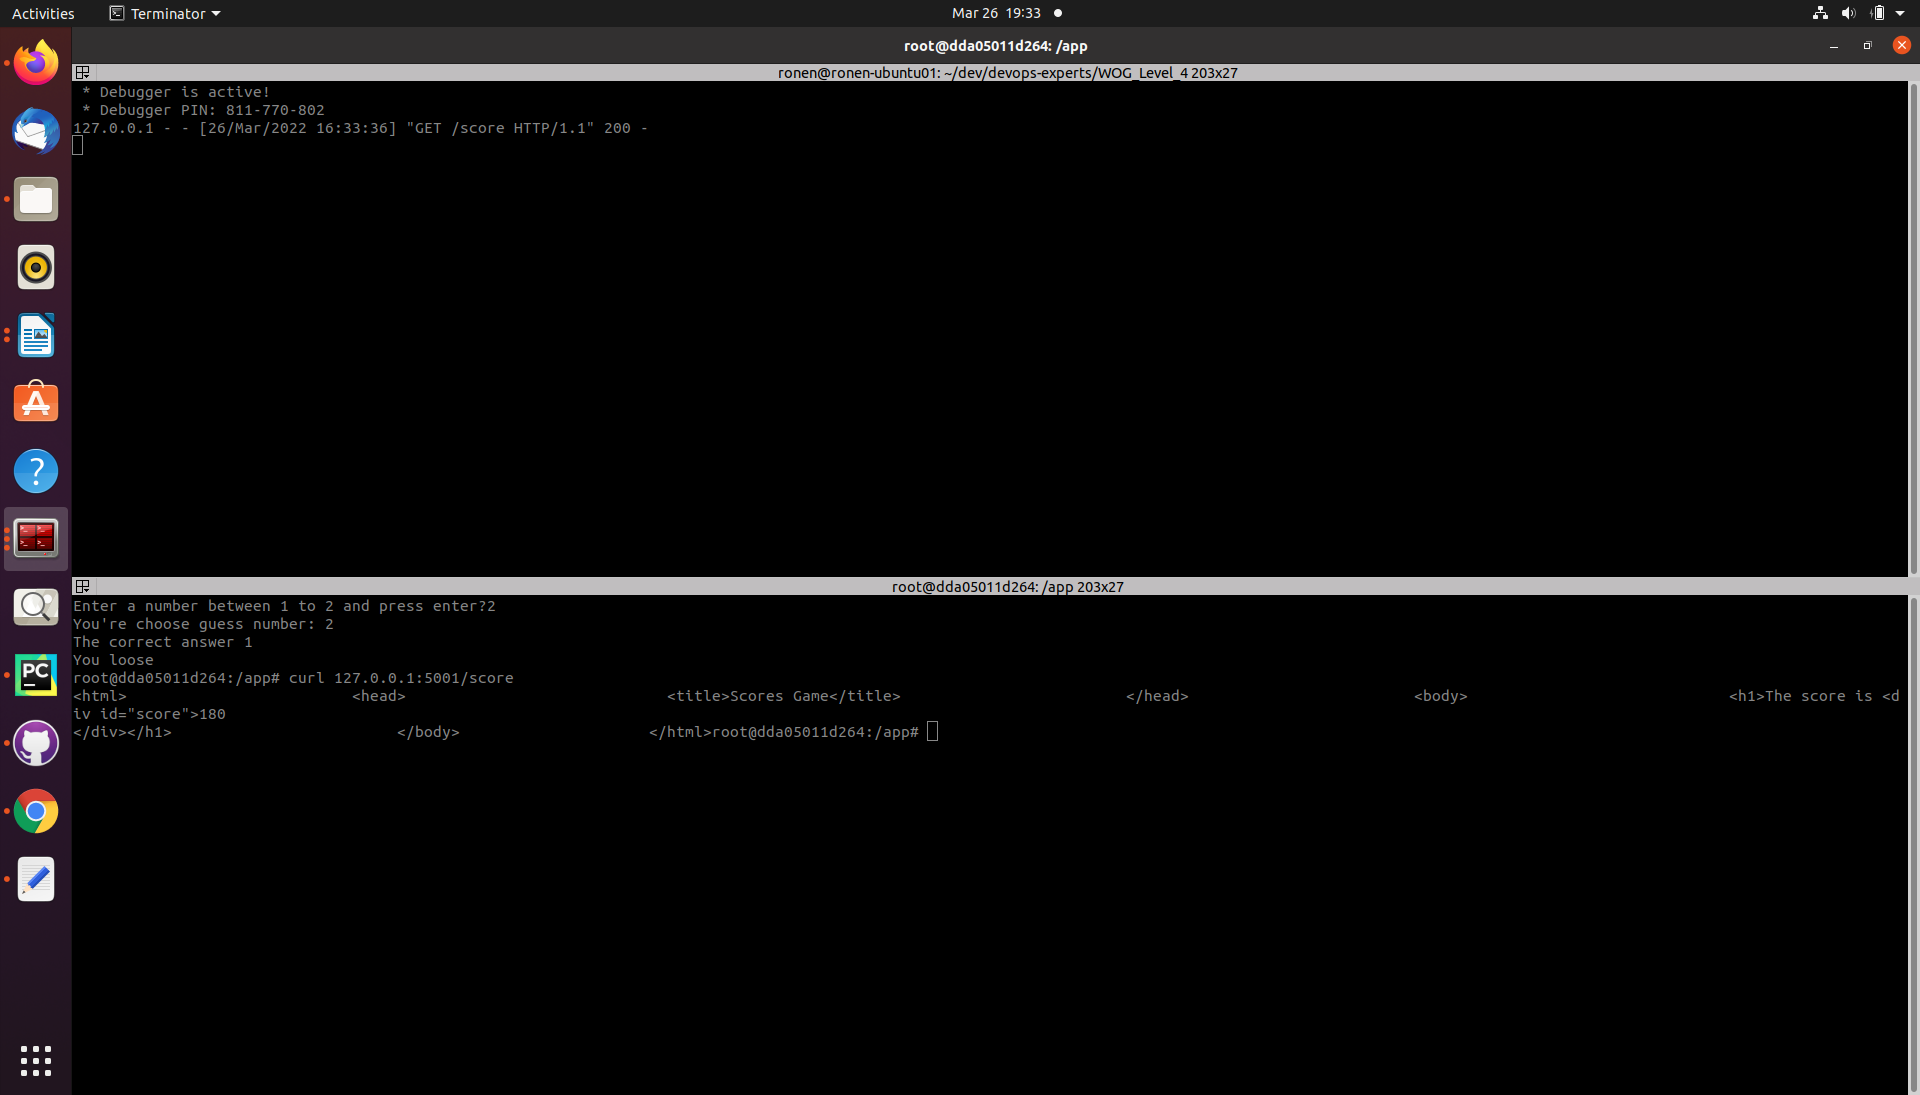 Activities
Terminator
Mar 26 19:33
root@dda05011d264: /app
ronen@ronen-ubuntu01: ~/dev/devops-experts/WOG_Level_4 203x27
* Debugger is active!
* Debugger PIN: 811-770-802
127.0.0.1 - - [26/Mar/2022 16:33:36] "GET /score HTTP/1.1" 200 -
root@dda05011d264: /app 203x27
Enter a number between 1 to 2 and press enter?2
You're choose guess number: 2
The correct answer 1
You loose
root@dda05011d264:/app# curl 127.0.0.1:5001/score
<html> <head> <title>Scores Game</title> </head> <body> <h1>The score is <d
iv id="score">180
</div></h1> </body> </html>root@dda05011d264:/app#
PC